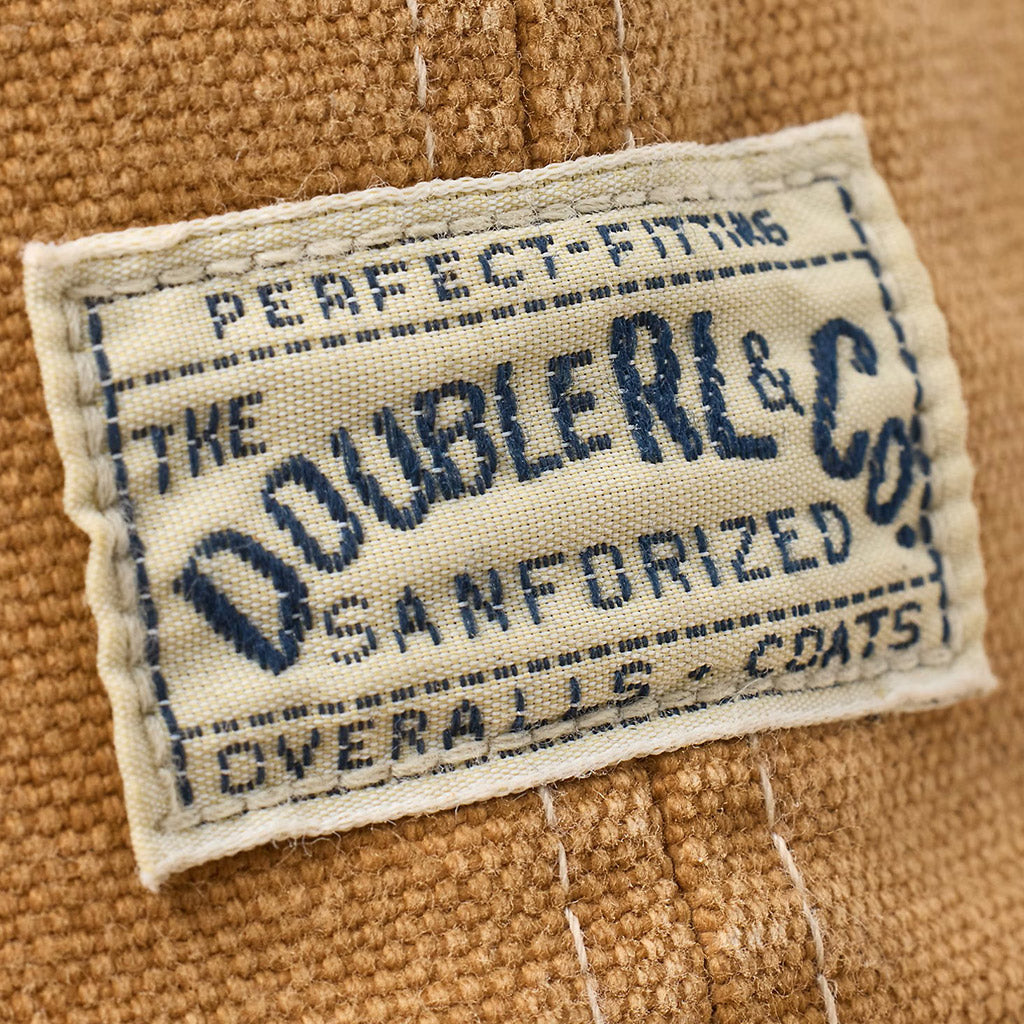 PERFECT-FITTING
THE
DOUBLE RL & Co.
SANFORIZED
OVERALLS · COATS